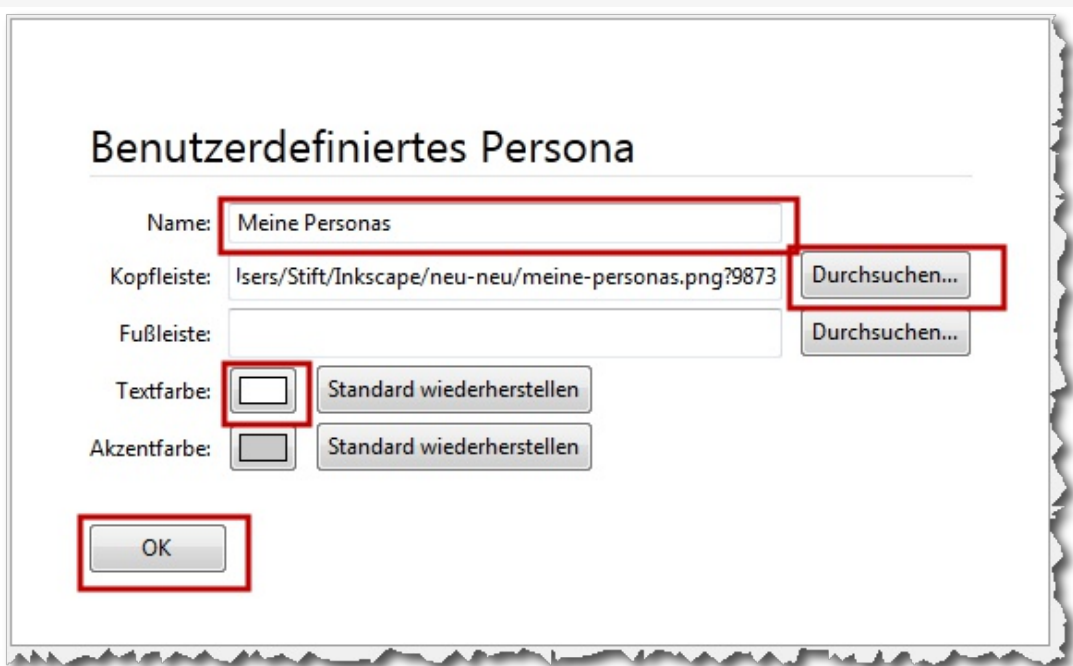 Benutzerdefiniertes Persona
Name: Meine Personas
Kopfleiste: sers/Stift/Inkscape/neu-neu/meine-personas.png?9873 Durchsuchen...
Fußleiste: Durchsuchen...
Textfarbe: Standard wiederherstellen
Akzentfarbe: Standard wiederherstellen
OK